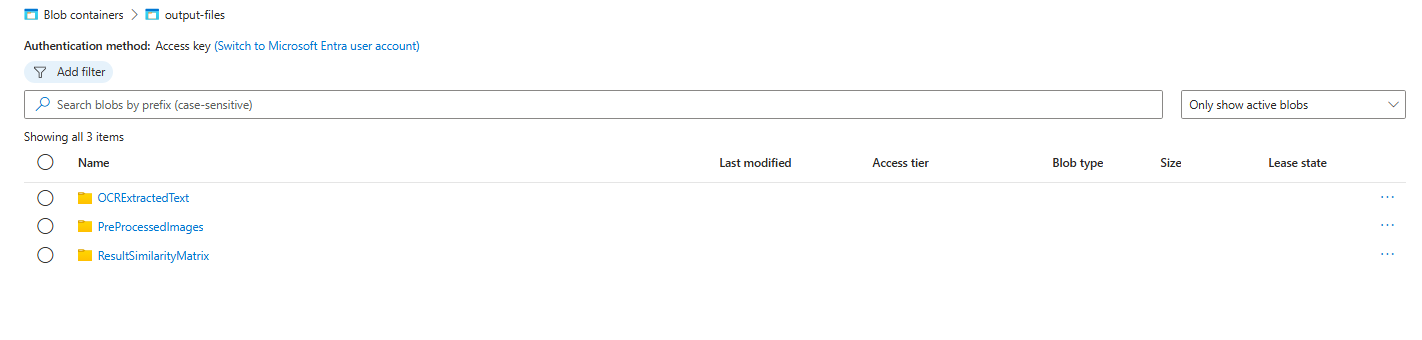 Blob containers > output-files
Authentication method: Access key (Switch to Microsoft Entra user account)
Add filter
Search blobs by prefix (case-sensitive)
Only show active blobs
Showing all 3 items
Name Last modified Access tier Blob type Size Lease state
OCRExtractedText ...
PreProcessedImages ...
ResultSimilarityMatrix ...